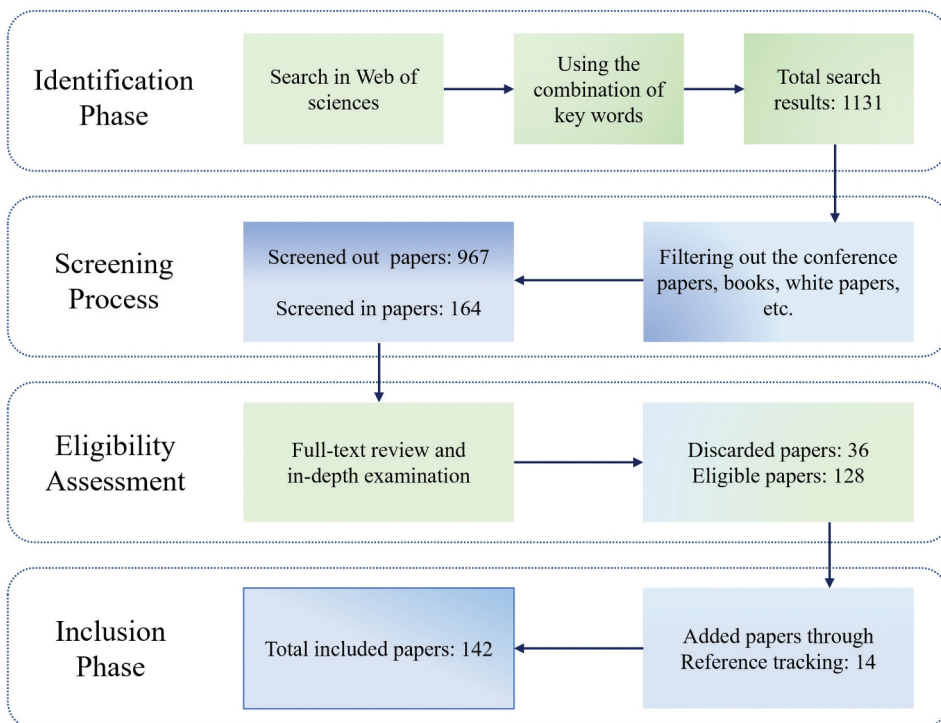 Identification
Phase
Search in Web of
sciences
Using the
combination of
key words
Total search
results: 1131
Screening
Process
Screened out papers: 967
Screened in papers: 164
Filtering out the conference
papers, books, white papers,
etc.
Eligibility
Assessment
Full-text review and
in-depth examination
Discarded papers: 36
Eligible papers: 128
Inclusion
Phase
Total included papers: 142
Added papers through
Reference tracking: 14